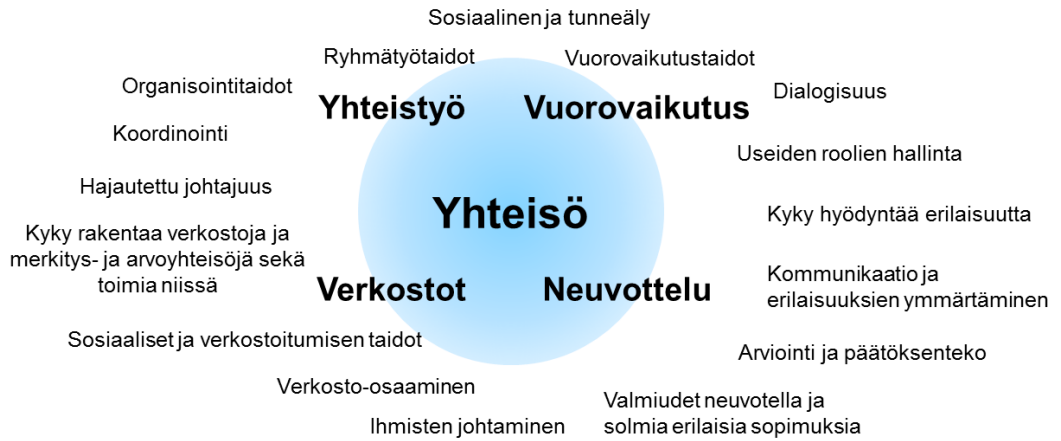 Sosiaalinen ja tunneäly
Ryhmätyötaidot
Vuorovaikutustaidot
Organisointitaidot
Yhteistyö
Vuorovaikutus
Dialogisuus
Koordinointi
Useiden roolien hallinta
Hajautettu johtajuus
Yhteisö
Kyky hyödyntää erilaisuutta
Kyky rakentaa verkostoja ja
merkitys- ja arvoyhteisöjä sekä
toimia niissä
Verkostot
Neuvottelu
Kommunikaatio ja
erilaisuuksien ymmärtäminen
Sosiaaliset ja verkostoitumisen taidot
Arviointi ja päätöksenteko
Verkosto-osaaminen
Ihmisten johtaminen
Valmiudet neuvotella ja
solmia erilaisia sopimuksia